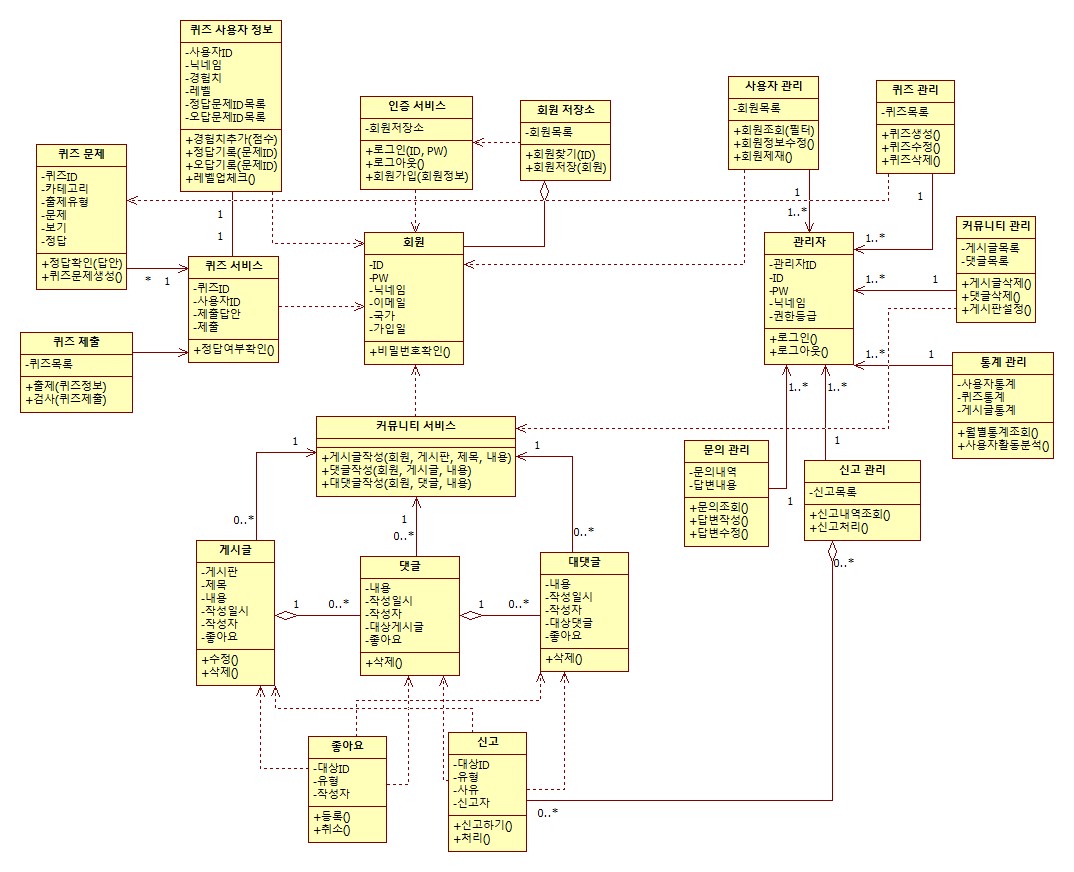 퀴즈 사용자 정보
-사용자ID
-닉네임
-경험치
-레벨
-정답문제ID목록
-오답문제ID목록
+경험치추가(점수)
+정답기록(문제ID)
+오답기록(문제ID)
+레벨업체크()
인증 서비스
-회원저장소
+로그인(ID, PW)
+로그아웃()
+회원가입(회원정보)
회원 저장소
-회원목록
+회원찾기(ID)
+회원저장(회원)
사용자 관리
-회원목록
+회원조회(필터)
+회원정보수정()
+회원제재()
퀴즈 관리
-퀴즈목록
+퀴즈생성()
+퀴즈수정()
+퀴즈삭제()
퀴즈 문제
-퀴즈ID
-카테고리
-출제유형
-문제
-보기
-정답
+정답확인(답안)
+퀴즈문제생성()
1
1
*
1
1
1..*
1
1..*
퀴즈 서비스
-퀴즈ID
-사용자ID
-제출답안
-제출
+정답여부확인()
회원
-ID
-PW
-닉네임
-이메일
-국가
-가입일
+비밀번호확인()
관리자
-관리자ID
-ID
-PW
-닉네임
-권한등급
+로그인()
+로그아웃()
커뮤니티 관리
-게시글목록
-댓글목록
+게시글삭제()
+댓글삭제()
+게시판설정()
1..*
1
퀴즈 제출
-퀴즈목록
+출제(퀴즈정보)
+검사(퀴즈제출)
1..*
1
통계 관리
-사용자통계
-퀴즈통계
-게시글통계
+월별통계조회()
+사용자활동분석()
1..*
1..*
커뮤니티 서비스
+게시글작성(회원, 게시판, 제목, 내용)
+댓글작성(회원, 게시글, 내용)
+대댓글작성(회원, 댓글, 내용)
1
1
1
문의 관리
-문의내역
-답변내용
+문의조회()
+답변작성()
+답변수정()
1
신고 관리
-신고목록
+신고내역조회()
+신고처리()
0..*
0..*
1
0..*
0..*
게시글
-게시판
-제목
-내용
-작성일시
-작성자
-좋아요
+수정()
+삭제()
1
0..*
댓글
-내용
-작성일시
-작성자
-대상게시글
-좋아요
+삭제()
1
0..*
대댓글
-내용
-작성일시
-작성자
-대상댓글
-좋아요
+삭제()
좋아요
-대상ID
-유형
-작성자
+등록()
+취소()
신고
-대상ID
-유형
-사유
-신고자
+신고하기()
+처리()
0..*